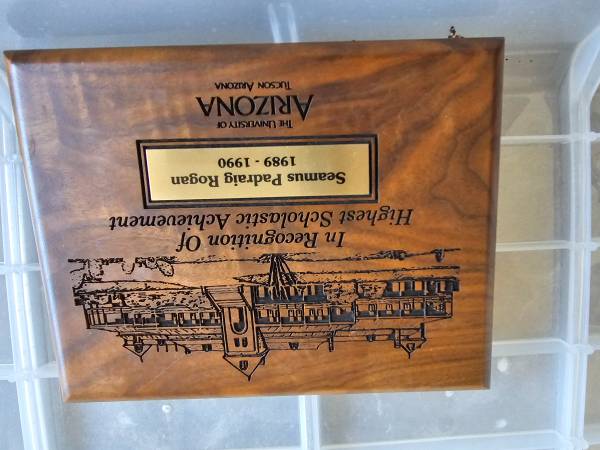 In Recognition Of
Highest Scholastic Achievement
Seamus Padraig Rogan
1989 - 1990
THE UNIVERSITY OF
ARIZONA
TUCSON ARIZONA